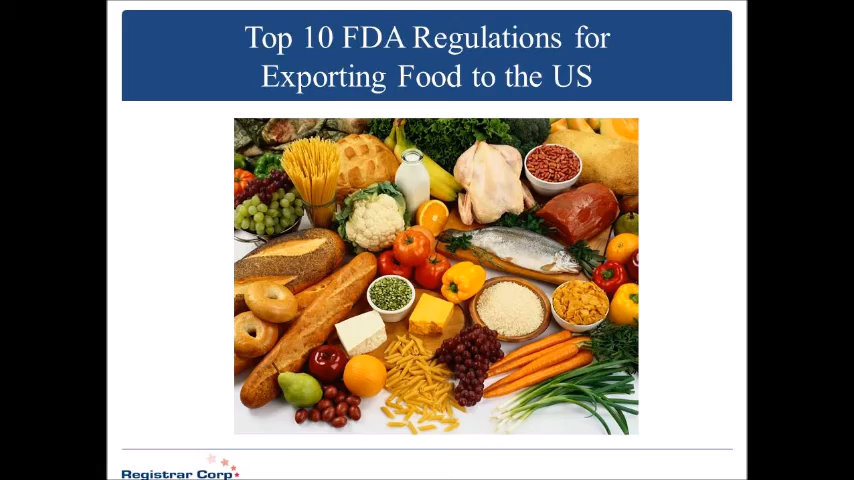 Top 10 FDA Regulations for
Exporting Food to the US
Registrar Corp